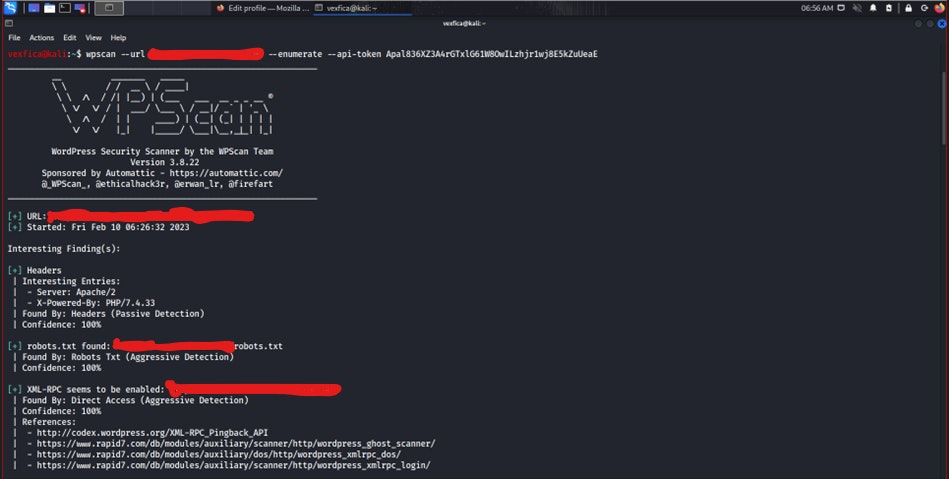 Edit profile — Mozilla ...
vexfica@kali: ~
06:56 AM
vexfica@kali:~
File Actions Edit View Help
vexfica@kali:~$ wpscan --url --enumerate --api-token Apal836XZ3A4rGTxlG61W8OwILzhjr1wj8E5kZuUeaE
WPScan ®
WordPress Security Scanner by the WPScan Team
Version 3.8.22
Sponsored by Automattic - https://automattic.com/
@_WPScan_, @ethicalhack3r, @erwan_lr, @firefart
[+] URL:
[+] Started: Fri Feb 10 06:26:32 2023
Interesting Finding(s):
[+] Headers
| Interesting Entries:
| - Server: Apache/2
| - X-Powered-By: PHP/7.4.33
| Found By: Headers (Passive Detection)
| Confidence: 100%
[+] robots.txt found: robots.txt
| Found By: Robots Txt (Aggressive Detection)
| Confidence: 100%
[+] XML-RPC seems to be enabled:
| Found By: Direct Access (Aggressive Detection)
| Confidence: 100%
| References:
| - http://codex.wordpress.org/XML-RPC_Pingback_API
| - https://www.rapid7.com/db/modules/auxiliary/scanner/http/wordpress_ghost_scanner/
| - https://www.rapid7.com/db/modules/auxiliary/dos/http/wordpress_xmlrpc_dos/
| - https://www.rapid7.com/db/modules/auxiliary/scanner/http/wordpress_xmlrpc_login/